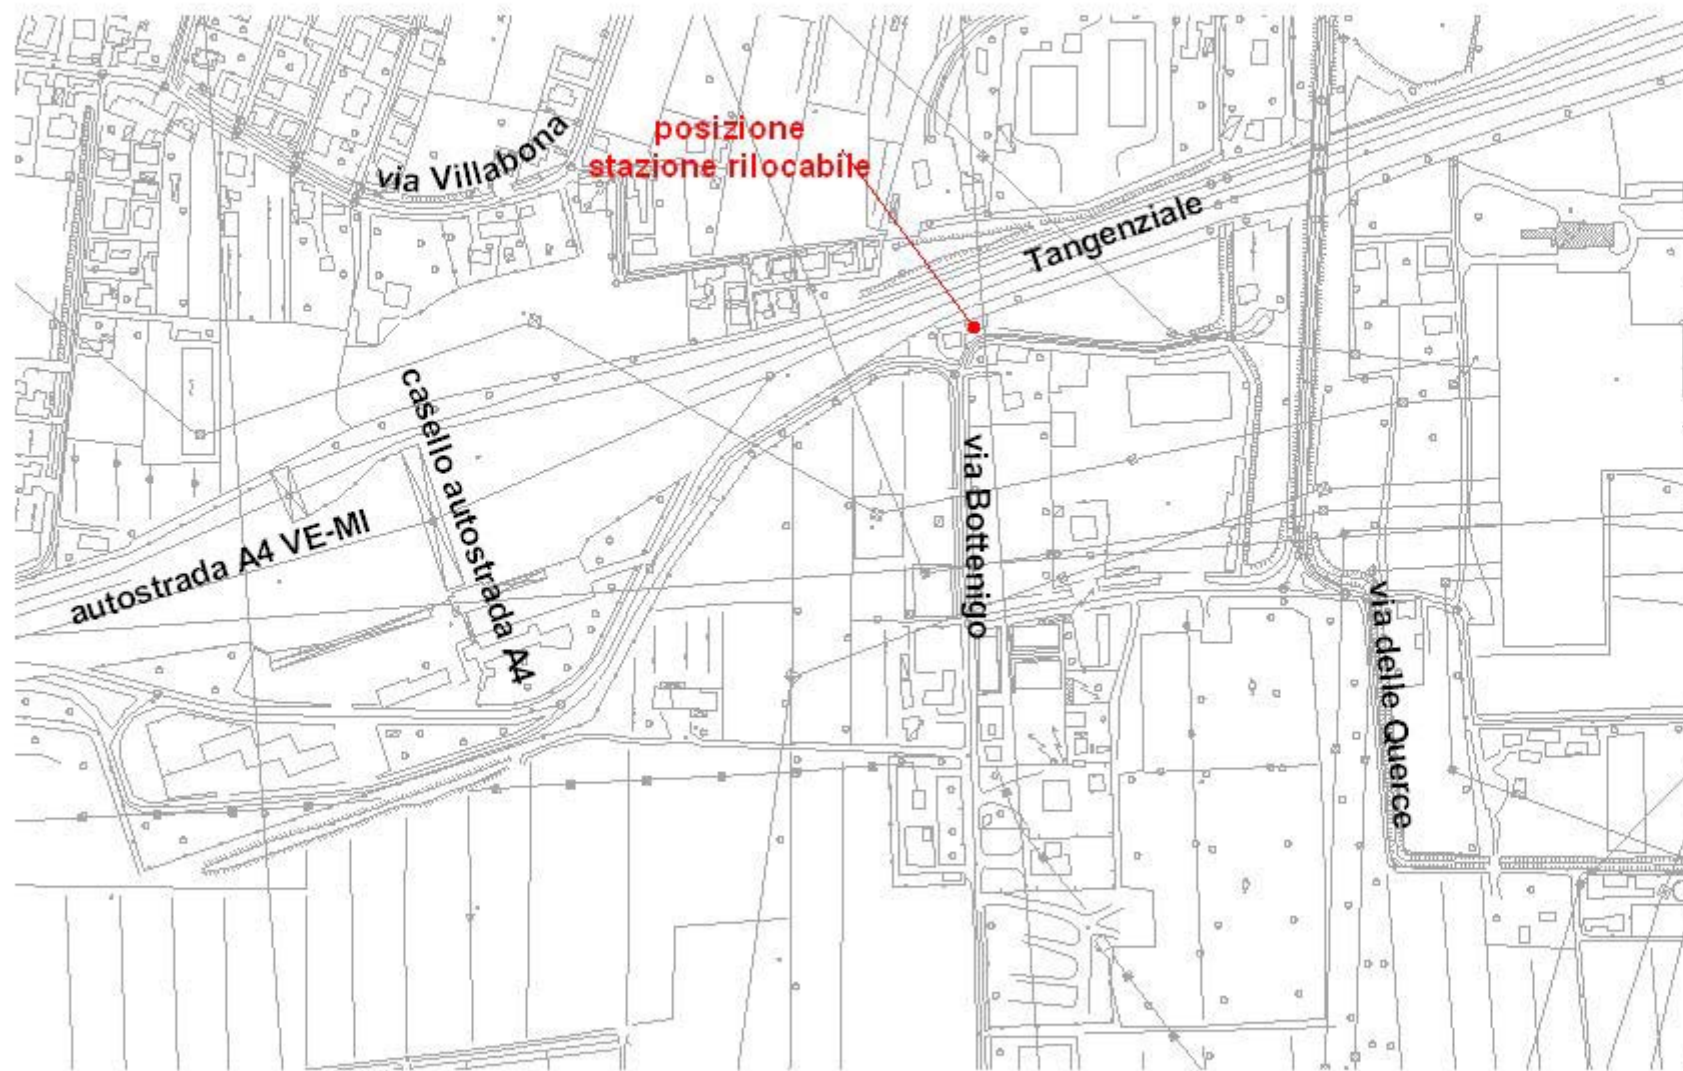 posizione
stazione rilocabile
via Villabona
Tangenziale
casello autostrada A4
autostrada A4 VE-MI
via Bottenigo
via delle Querce